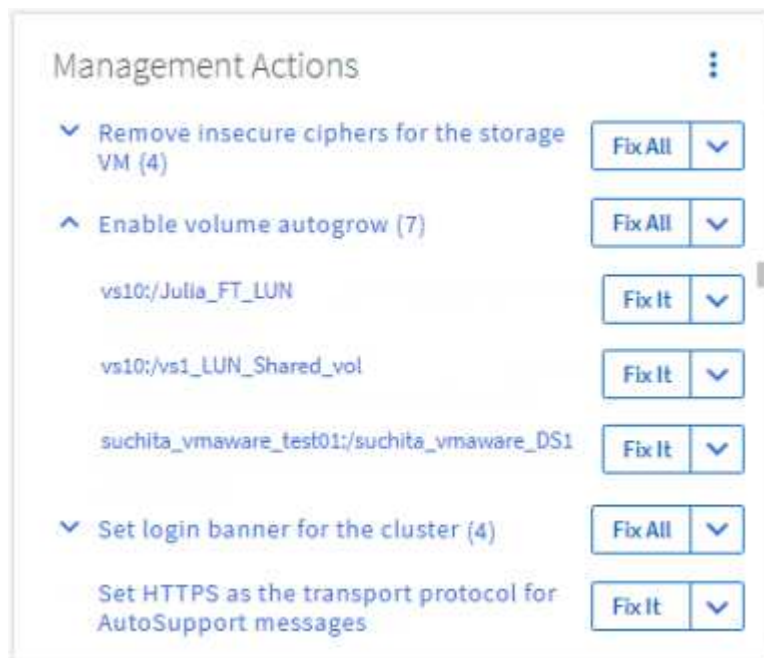 Management Actions
Remove insecure ciphers for the storage
VM (4)
Fix All
Enable volume autogrow (7)
Fix All
vs10:/Julia_FT_LUN
Fix It
vs10:/vs1_LUN_Shared_vol
Fix It
suchita_vmaware_test01:/suchita_vmaware_DS1
Fix It
Set login banner for the cluster (4)
Fix All
Set HTTPS as the transport protocol for
AutoSupport messages
Fix It